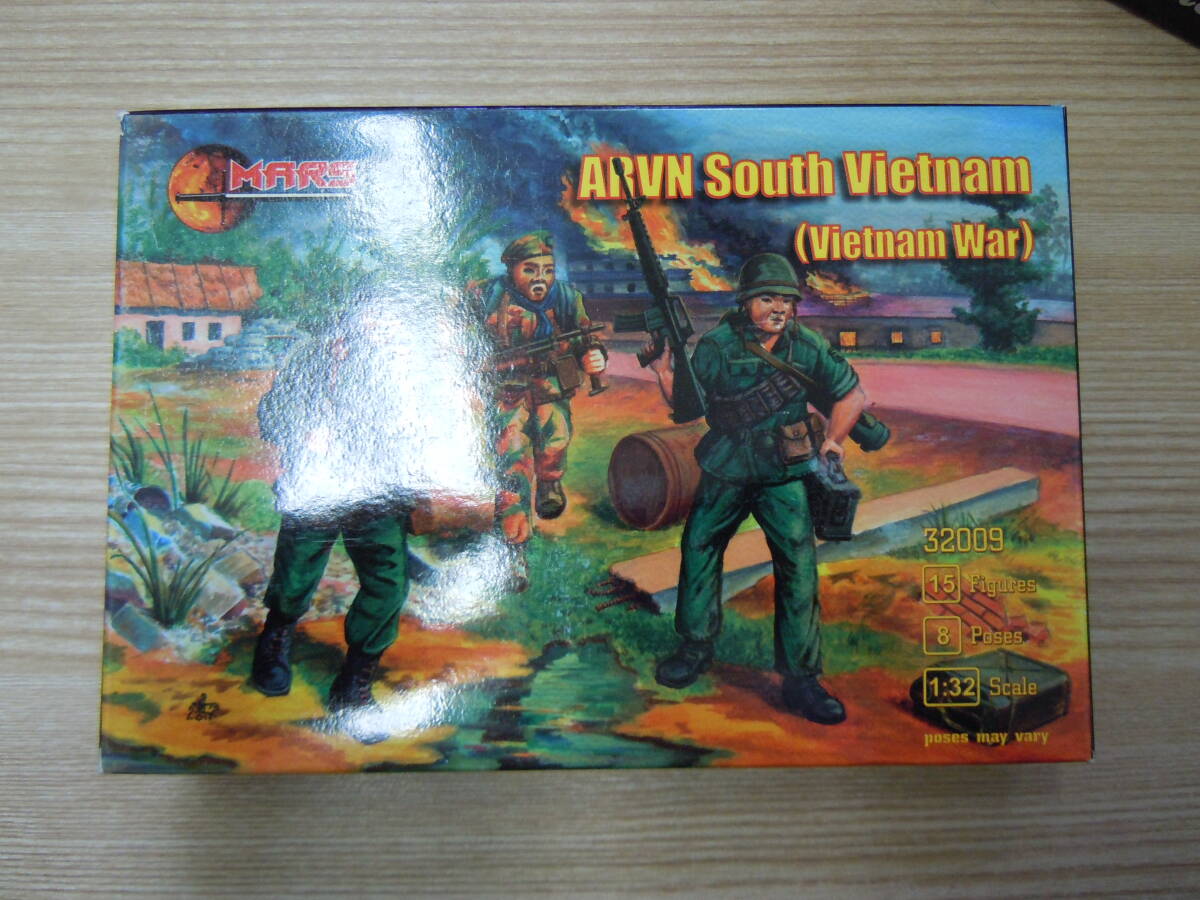 MARS
ARVN South Vietnam
(Vietnam War)
32009
15 Figures
8 Poses
1:32 Scale
poses may vary